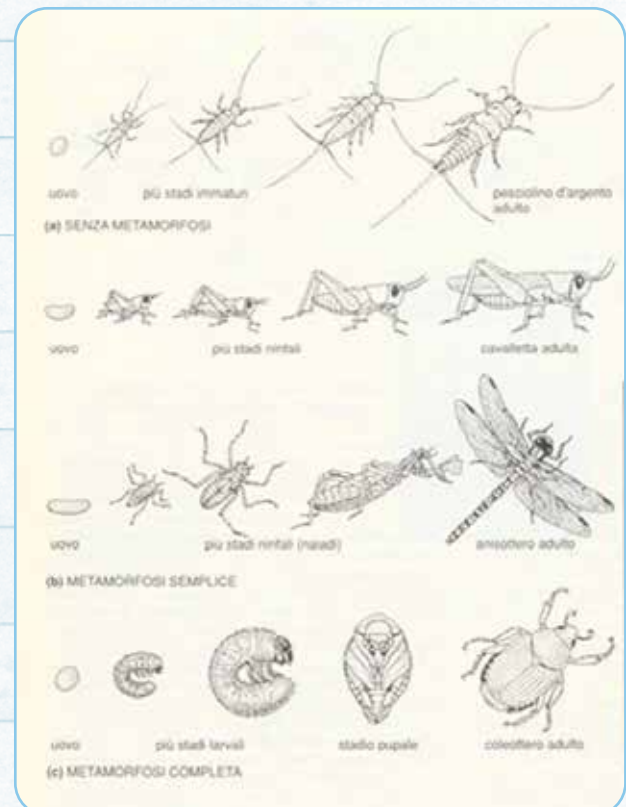 uovo più stadi immaturi pesciolino d'argento
adulto
(a) SENZA METAMORFOSI
uovo più stadi ninfali cavalletta adulta
uovo più stadi ninfali (naiadi) anisottero adulto
(b) METAMORFOSI SEMPLICE
uovo più stadi larvali stadio pupale coleottero adulto
(c) METAMORFOSI COMPLETA